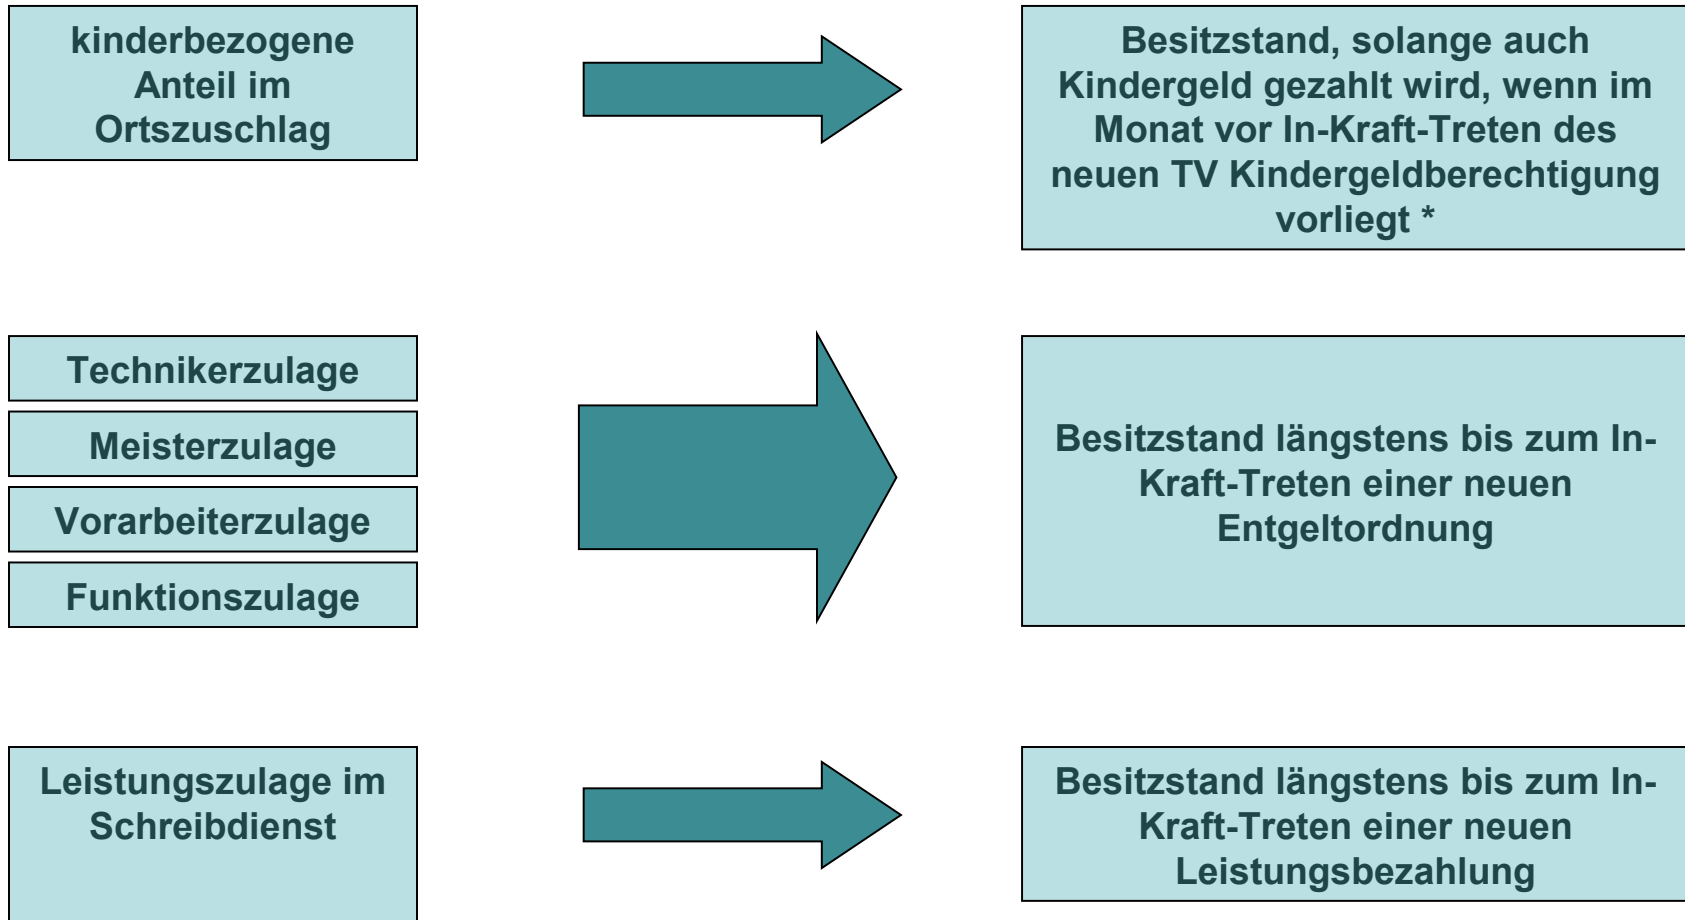 kinderbezogene
Anteil im
Ortszuschlag
Besitzstand, solange auch
Kindergeld gezahlt wird, wenn im
Monat vor In-Kraft-Treten des
neuen TV Kindergeldberechtigung
vorliegt *
Technikerzulage
Meisterzulage
Vorarbeiterzulage
Funktionszulage
Besitzstand längstens bis zum In-
Kraft-Treten einer neuen
Entgeltordnung
Leistungszulage im
Schreibdienst
Besitzstand längstens bis zum In-
Kraft-Treten einer neuen
Leistungsbezahlung